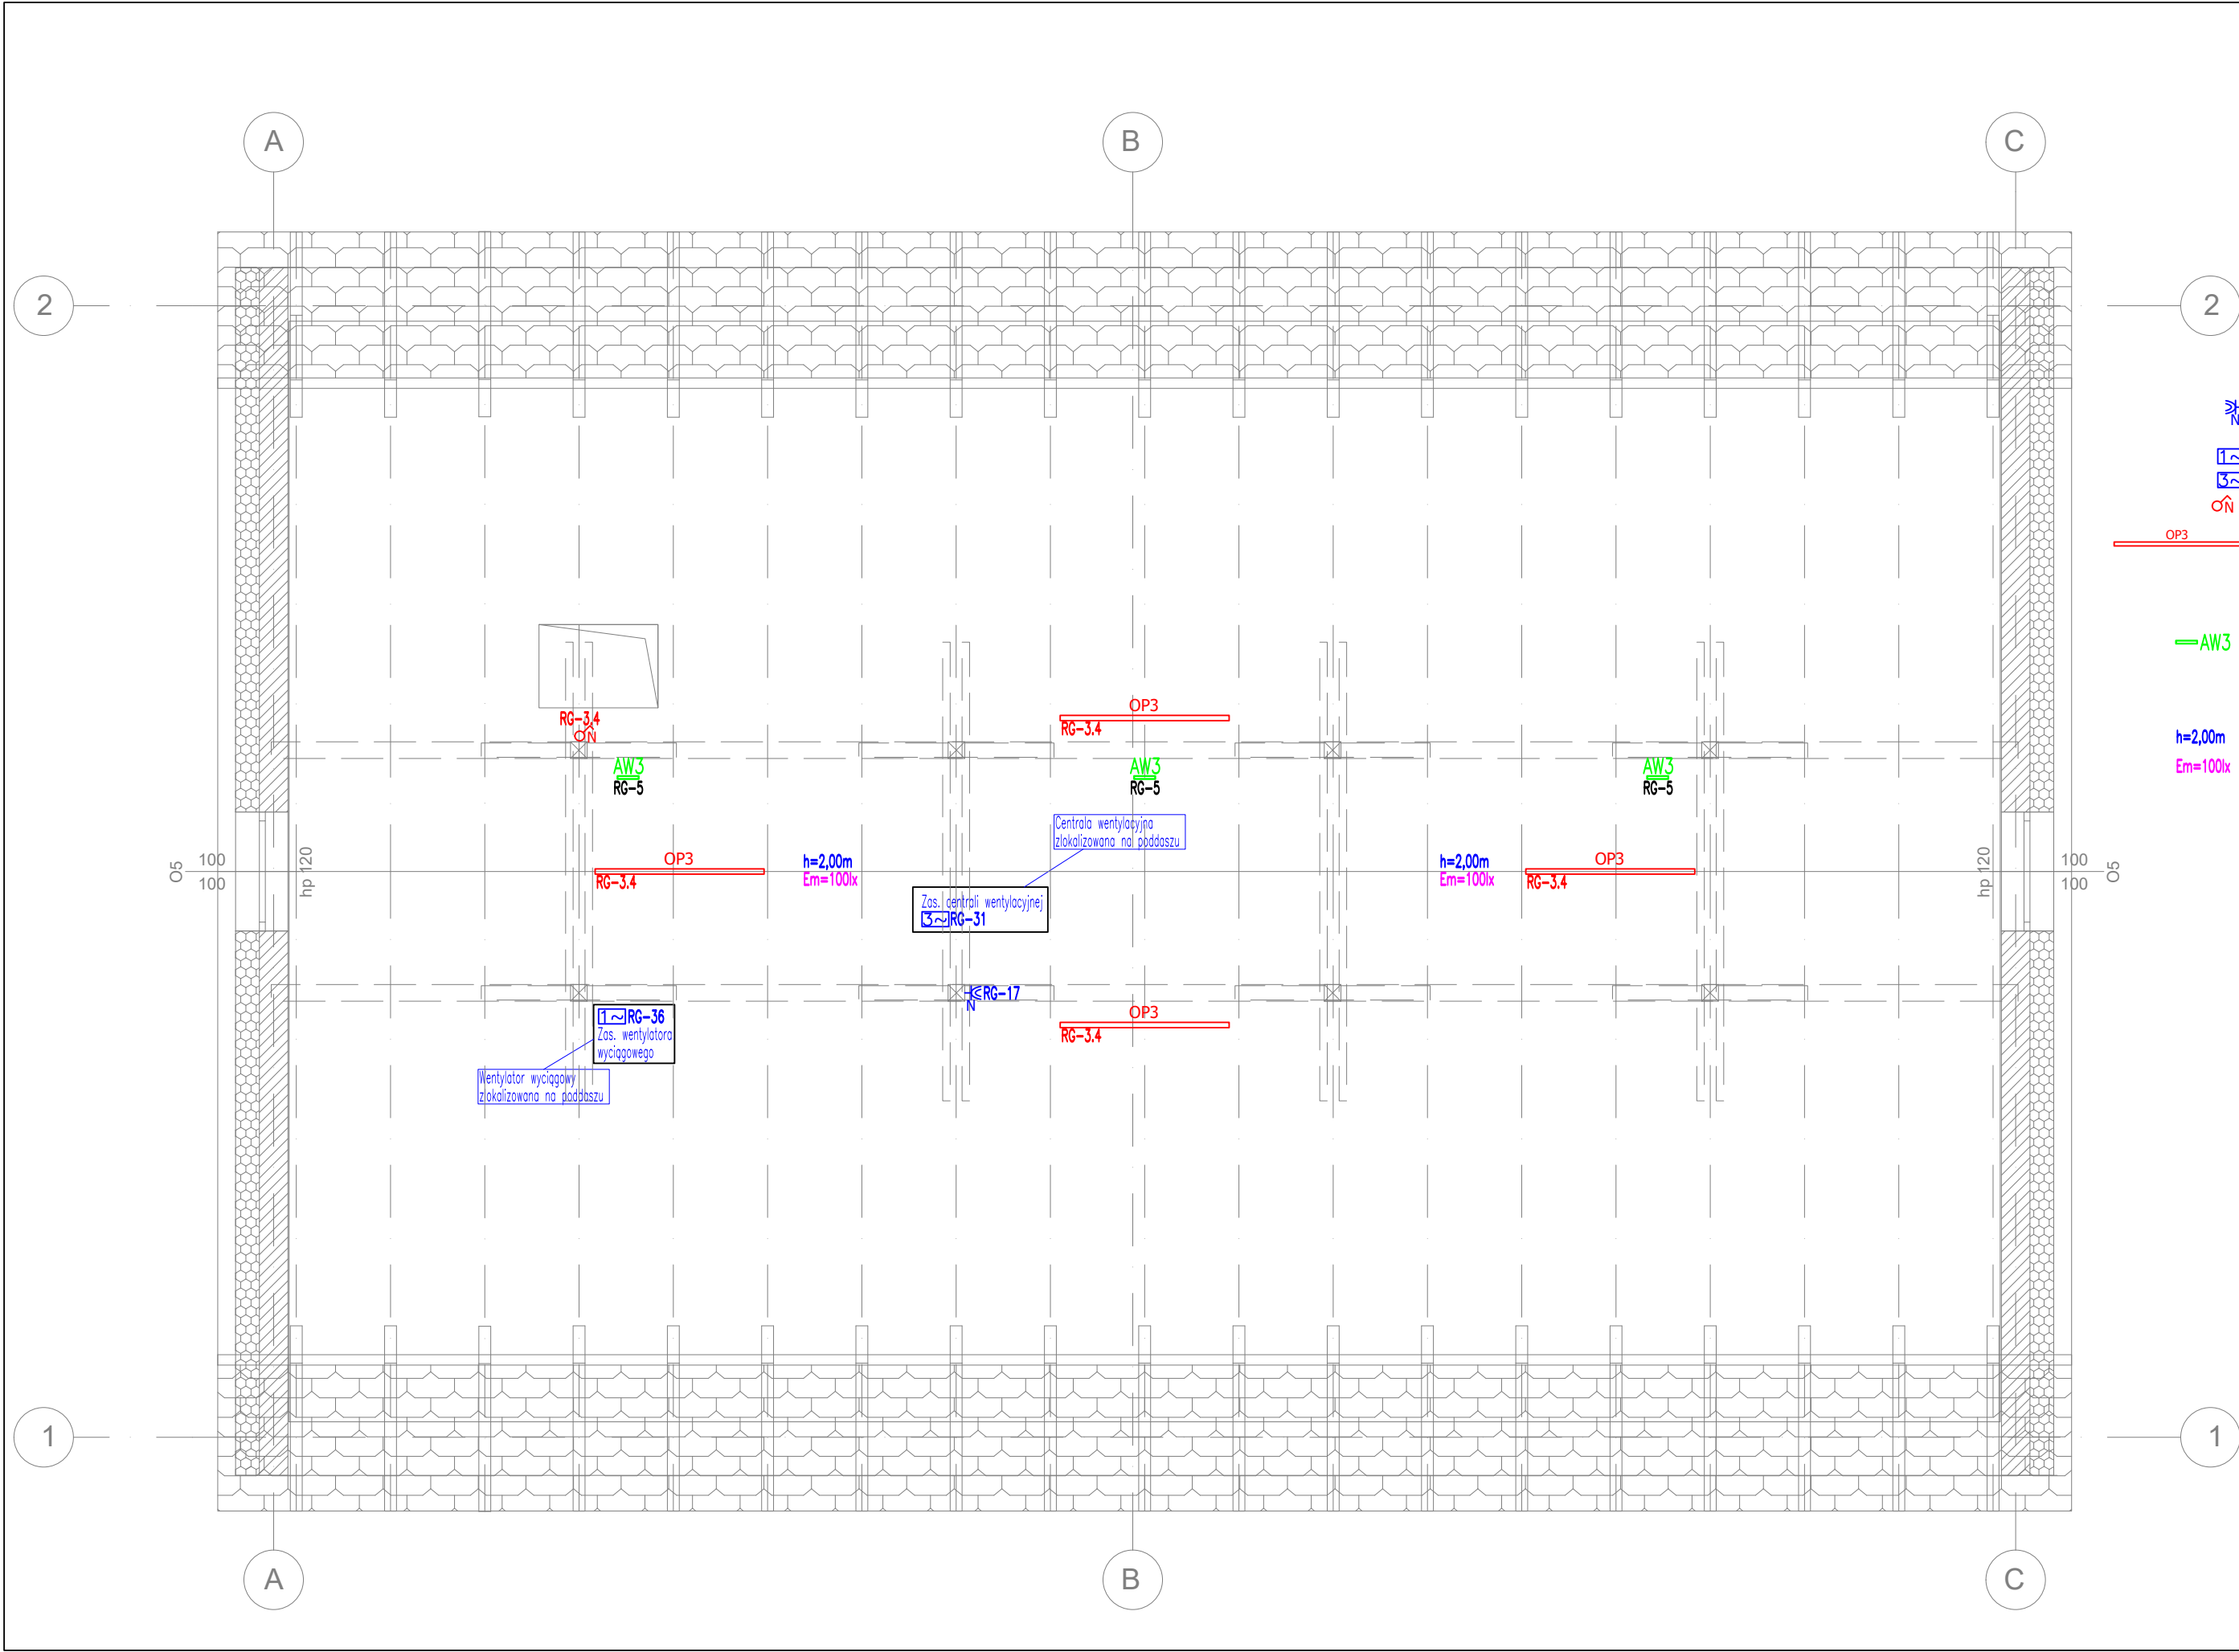 A
B
C
2
2
N
1~
3~
N
OP3
AW3
h=2,00m
Em=100lx
RG-3.4
N
OP3
RG-3.4
AW3
RG-5
AW3
RG-5
AW3
RG-5
Centrala wentylacyjna
zlokalizowana na poddaszu
O5
100
100
hp 120
OP3
RG-3.4
h=2,00m
Em=100lx
Zas. centrali wentylacyjnej
3~ RG-31
h=2,00m
Em=100lx
OP3
RG-3.4
hp 120
100
100
O5
RG-17
N
1~ RG-36
Zas. wentylatora
wyciągowego
OP3
RG-3.4
Wentylator wyciągowy
zlokalizowana na poddaszu
1
1
A
B
C